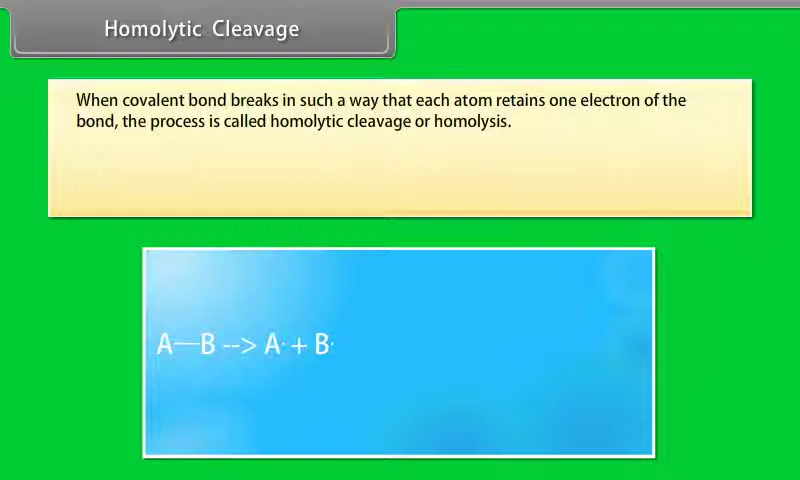 Homolytic Cleavage
When covalent bond breaks in such a way that each atom retains one electron of the
bond, the process is called homolytic cleavage or homolysis.
A—B --> A· + B·